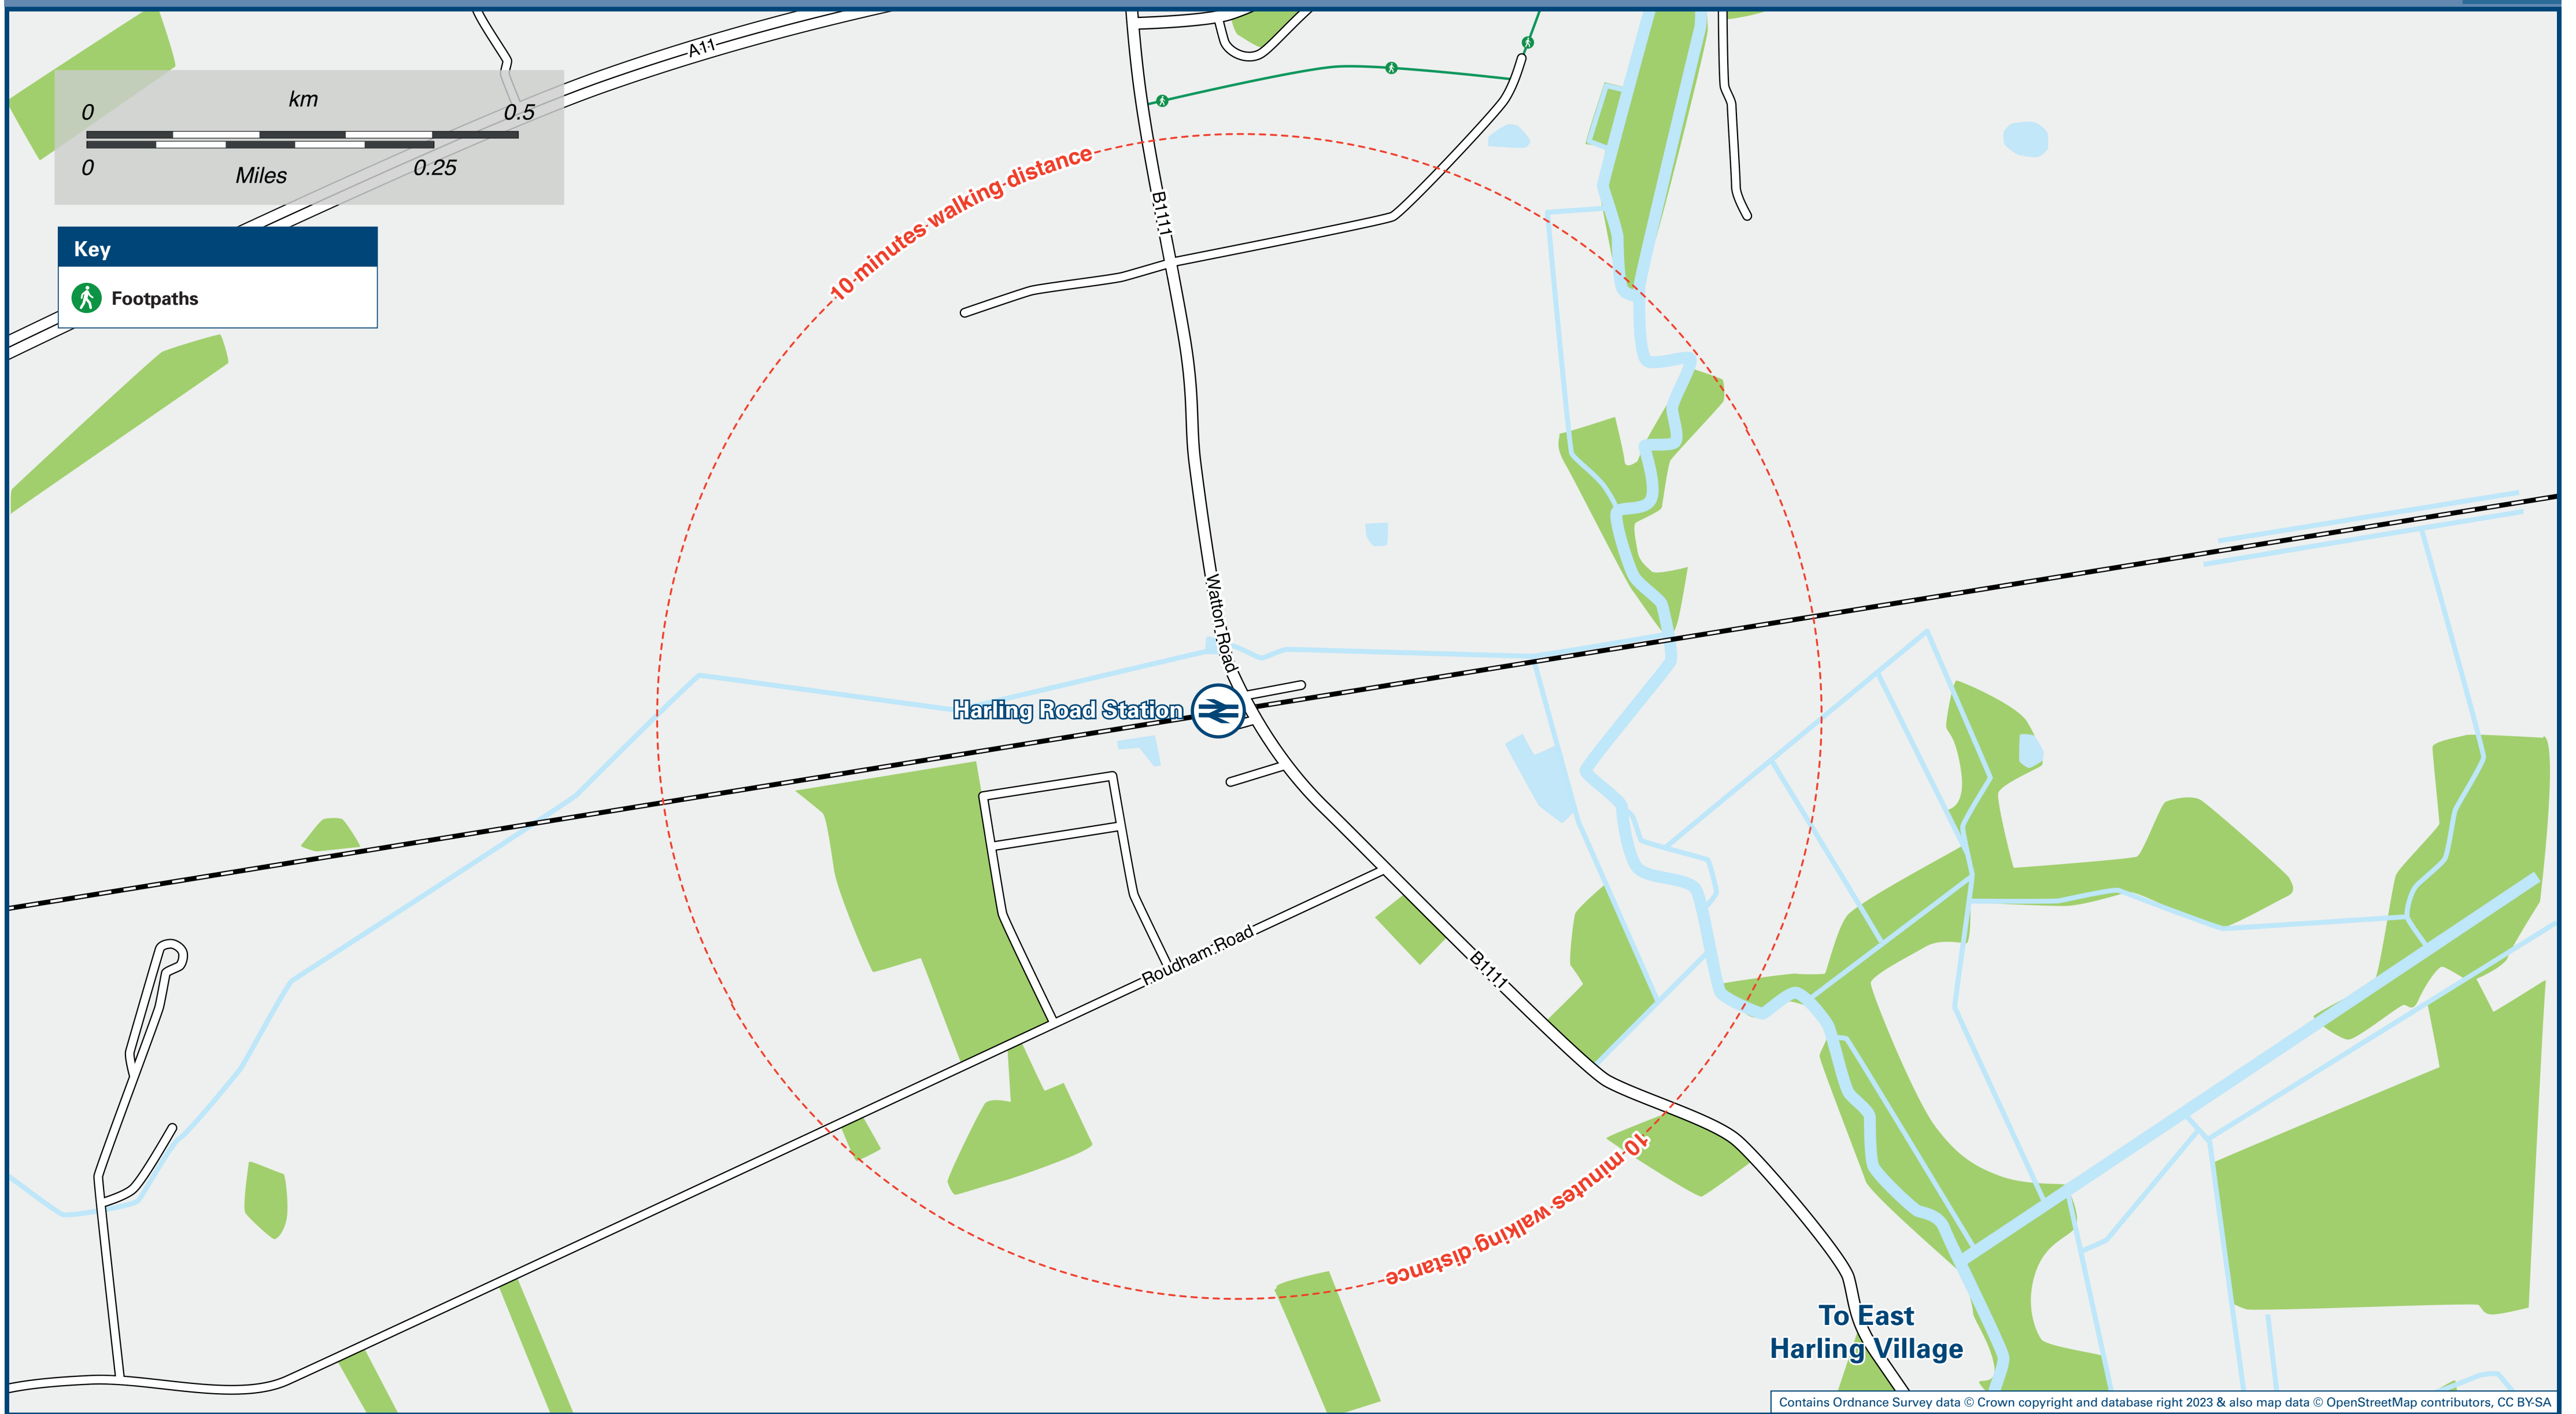 A11
km
0 0.5
0 0.25
Miles
Key
Footpaths
10 minutes walking distance
B1111
Watton Road
Harling Road Station
Roudham Road
B1111
10 minutes walking distance
To East
Harling Village
Contains Ordnance Survey data © Crown copyright and database right 2023 & also map data © OpenStreetMap contributors, CC BY-SA